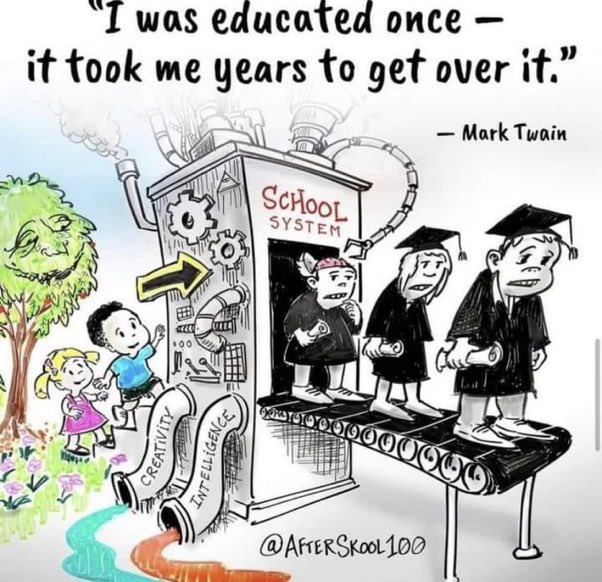 "I was educated once –
it took me years to get over it."
– Mark Twain
SCHOOL
SYSTEM
CREATIVITY
INTELLIGENCE
@AFTERSKOOL100